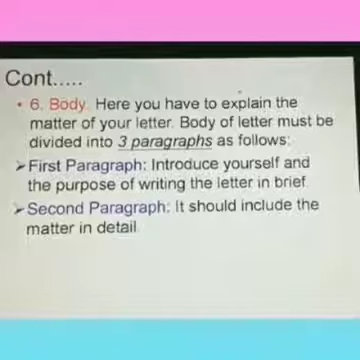 Cont.....
• 6. Body. Here you have to explain the
matter of your letter. Body of letter must be
divided into 3 paragraphs as follows:
➢First Paragraph: Introduce yourself and
the purpose of writing the letter in brief.
➢Second Paragraph: It should include the
matter in detail.